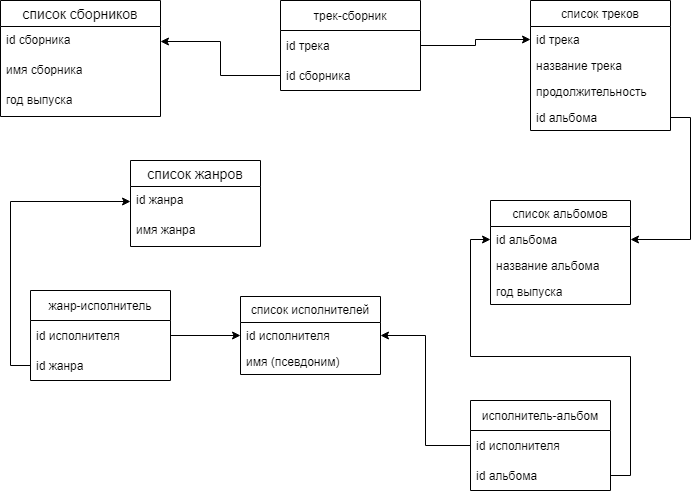 список сборников
id сборника
имя сборника
год выпуска
трек-сборник
id трека
id сборника
список треков
id трека
название трека
продолжительность
id альбома
список жанров
id жанра
имя жанра
список альбомов
id альбома
название альбома
год выпуска
жанр-исполнитель
id исполнителя
id жанра
список исполнителей
id исполнителя
имя (псевдоним)
исполнитель-альбом
id исполнителя
id альбома